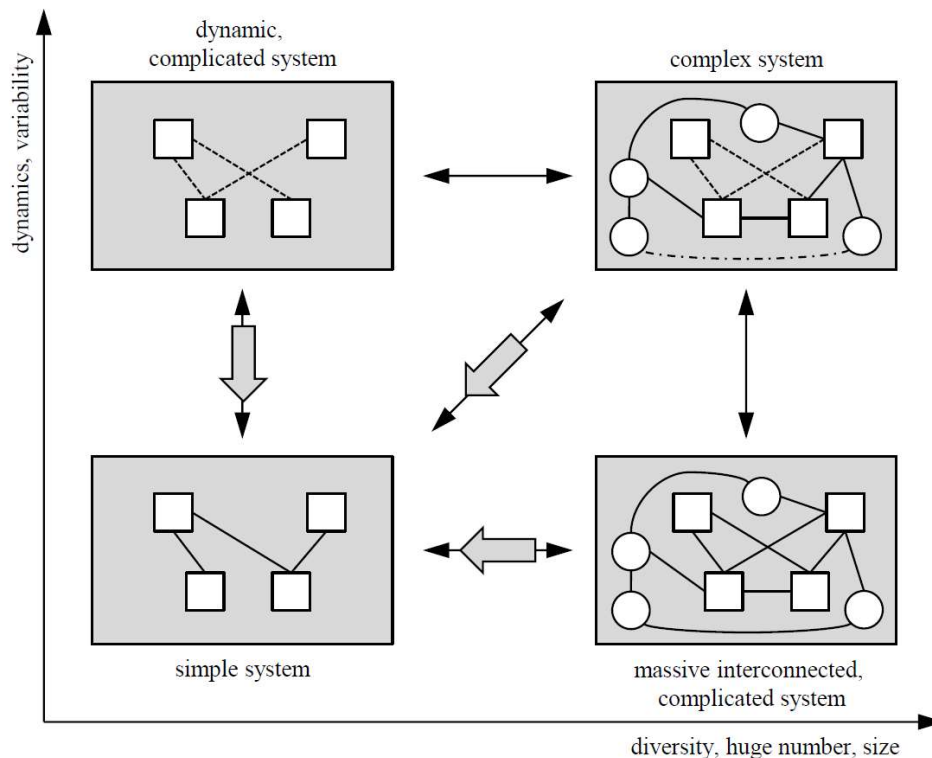 dynamic,
complicated system
complex system
dynamics, variability
simple system
massive interconnected,
complicated system
diversity, huge number, size